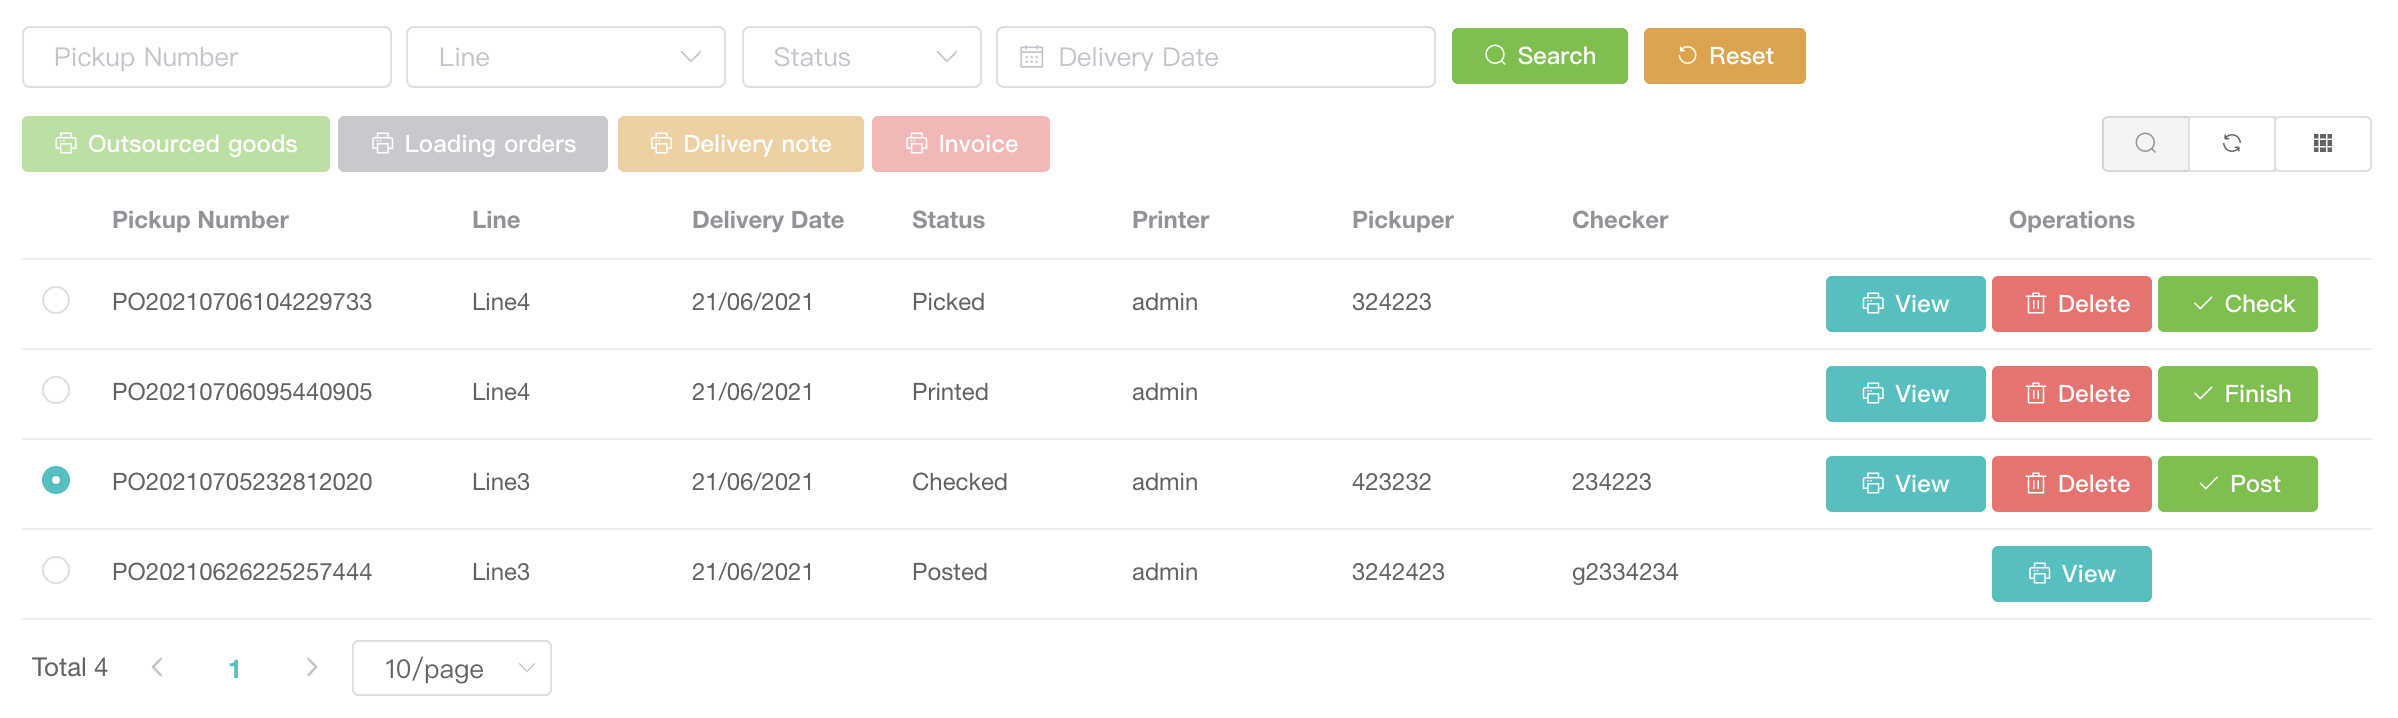 Pickup Number Line Status Delivery Date Search Reset
Outsourced goods Loading orders Delivery note Invoice
Pickup Number Line Delivery Date Status Printer Pickuper Checker Operations
PO20210706104229733 Line4 21/06/2021 Picked admin 324223 View Delete Check
PO20210706095440905 Line4 21/06/2021 Printed admin View Delete Finish
PO20210705232812020 Line3 21/06/2021 Checked admin 423232 234223 View Delete Post
PO20210626225257444 Line3 21/06/2021 Posted admin 3242423 g2334234 View
Total 4 1 10/page